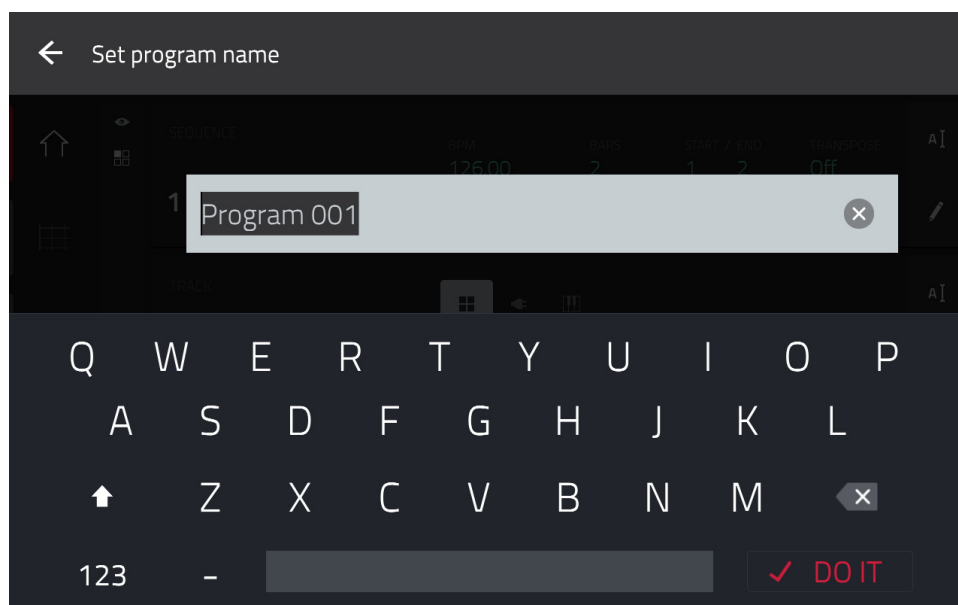 Set program name
SEQUENCE
BPM BARS START / END TRANSPOSE
126.00 2 1 2 Off
1
Program 001
TRACK
Q W E R T Y U I O P
A S D F G H J K L
Z X C V B N M
123 – DO IT